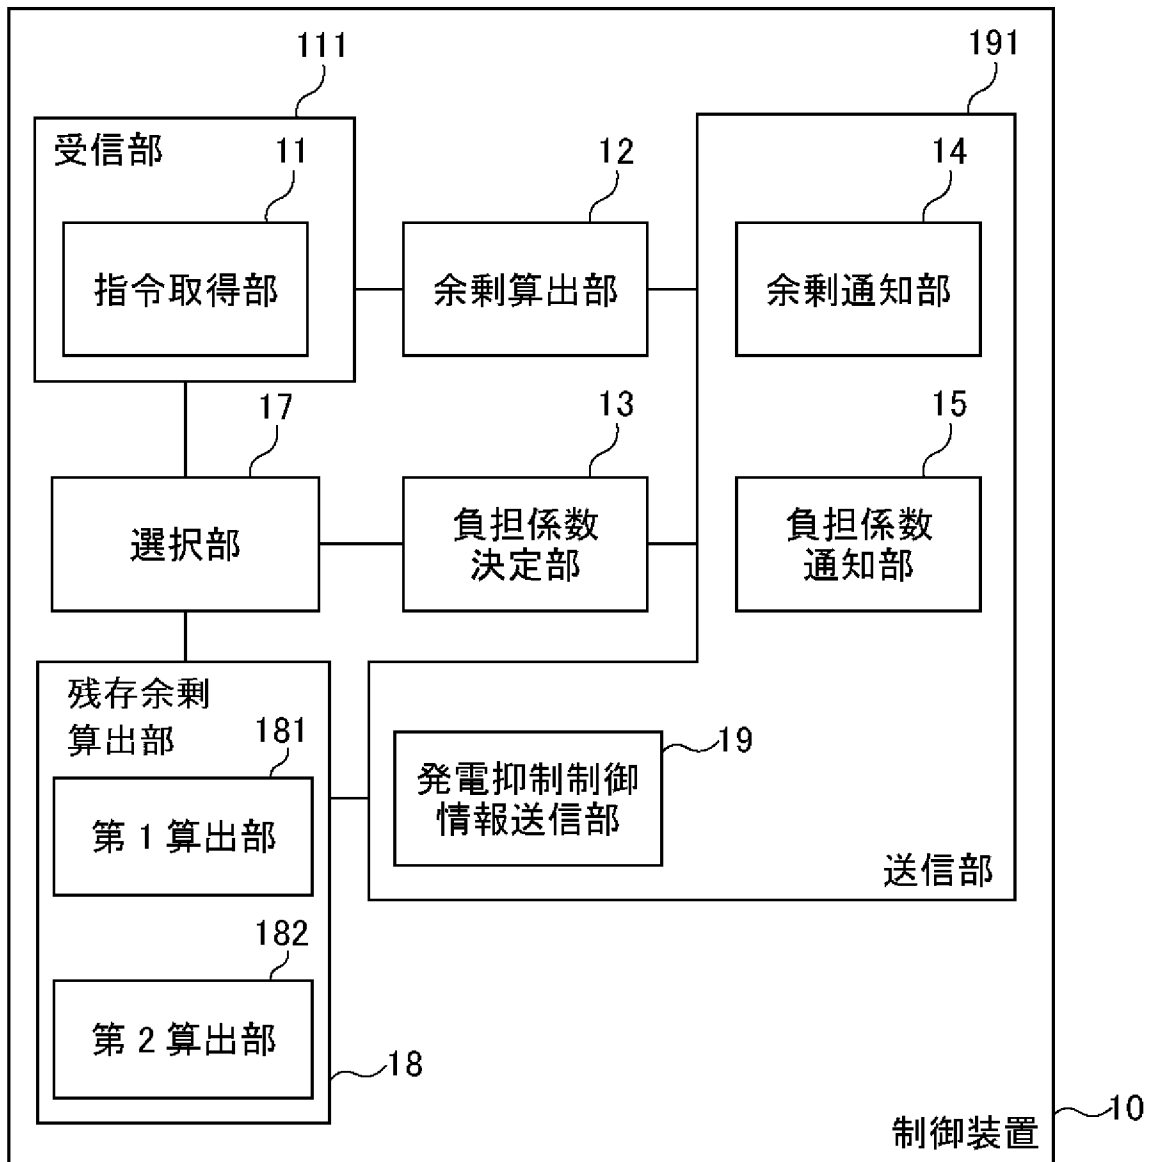 111
191
受信部
11
12
14
指令取得部
余剰算出部
余剰通知部
17
13
15
選択部
負担係数
決定部
負担係数
通知部
残存余剰
算出部
181
第1算出部
182
第2算出部
18
19
発電抑制制御
情報送信部
送信部
制御装置
10